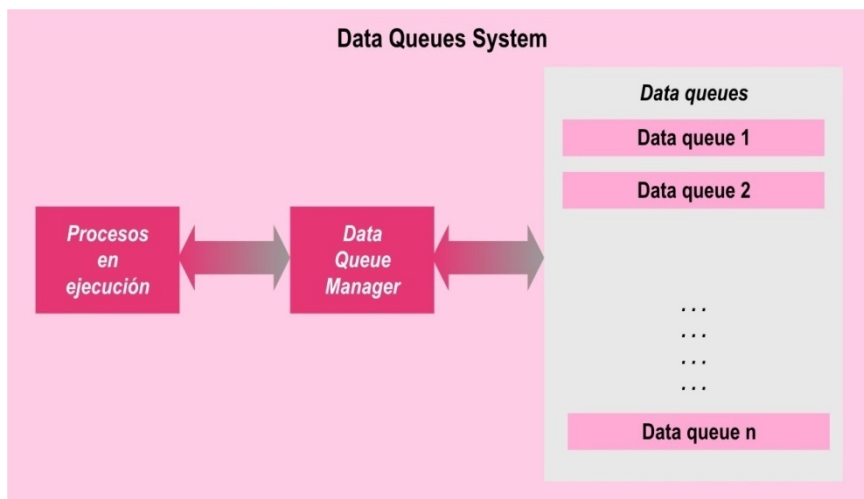 Data Queues System
Procesos
en
ejecución
Data
Queue
Manager
Data queues
Data queue 1
Data queue 2
. . .
. . .
. . .
. . .
Data queue n